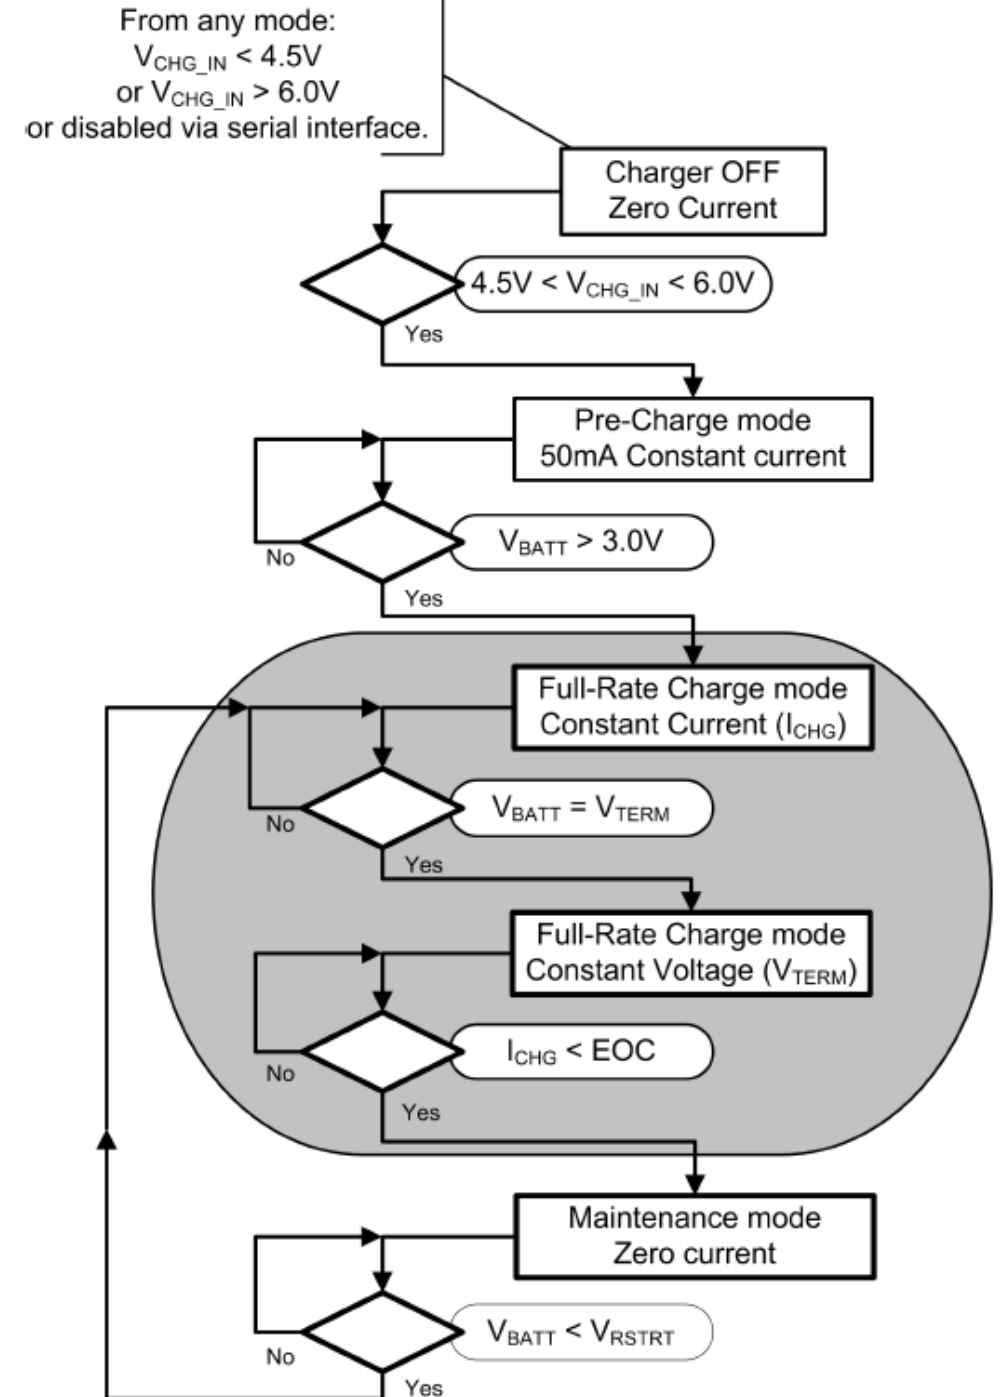 From any mode:
V_CHG_IN < 4.5V
or V_CHG_IN > 6.0V
or disabled via serial interface.
Charger OFF
Zero Current
4.5V < V_CHG_IN < 6.0V
Yes
Pre-Charge mode
50mA Constant current
V_BATT > 3.0V
No
Yes
Full-Rate Charge mode
Constant Current (I_CHG)
V_BATT = V_TERM
No
Yes
Full-Rate Charge mode
Constant Voltage (V_TERM)
I_CHG < EOC
No
Yes
Maintenance mode
Zero current
V_BATT < V_RSTRT
No
Yes